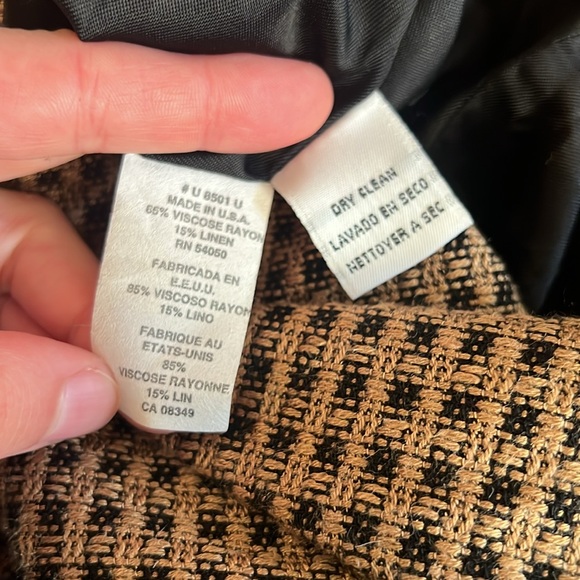 # U 8501 U
MADE IN U.S.A.
65% VISCOSE RAYON
15% LINEN
RN 54050
FABRICADA EN
E.E.U.U.
85% VISCOSO RAYON
15% LINO
FABRIQUE AU
ETATS-UNIS
85%
VISCOSE RAYONNE
15% LIN
CA 08349
DRY CLEAN
LAVADO EN SECO
NETTOYER A SEC